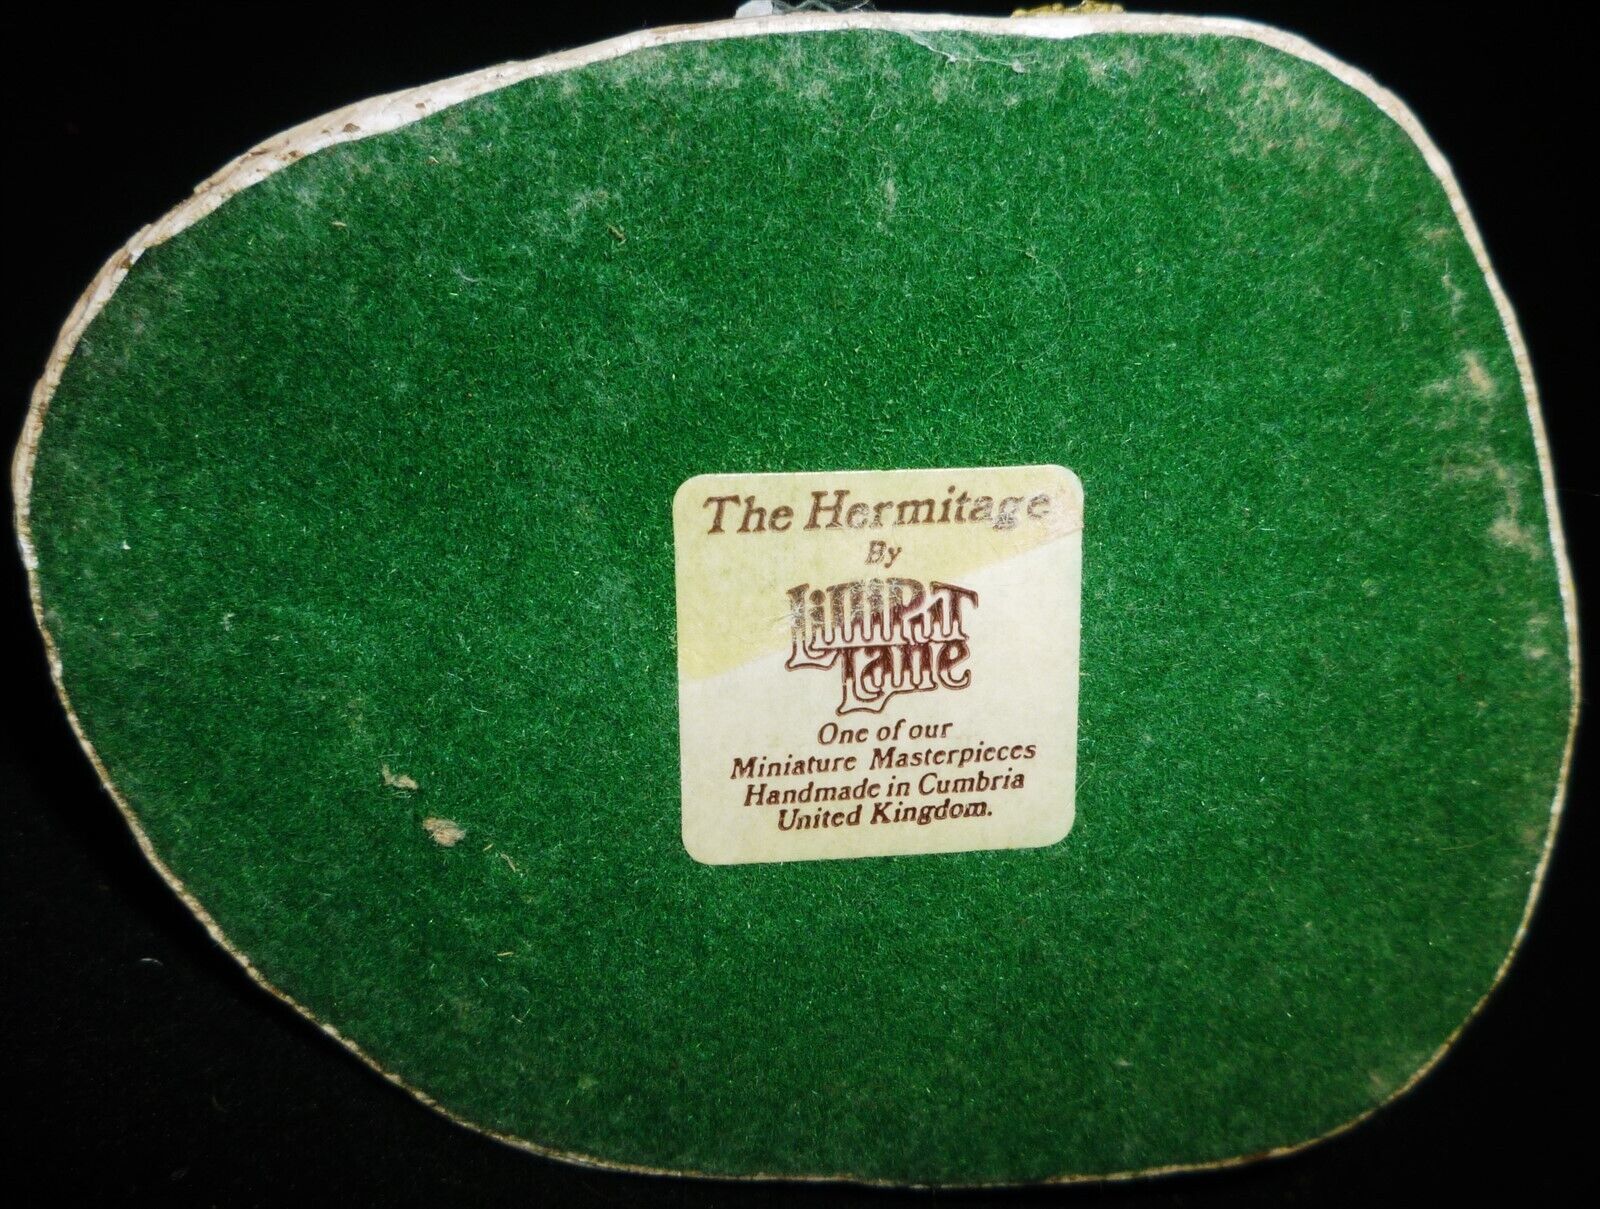 The Hermitage
By
Lilliput
Lane
One of our
Miniature Masterpieces
Handmade in Cumbria
United Kingdom.